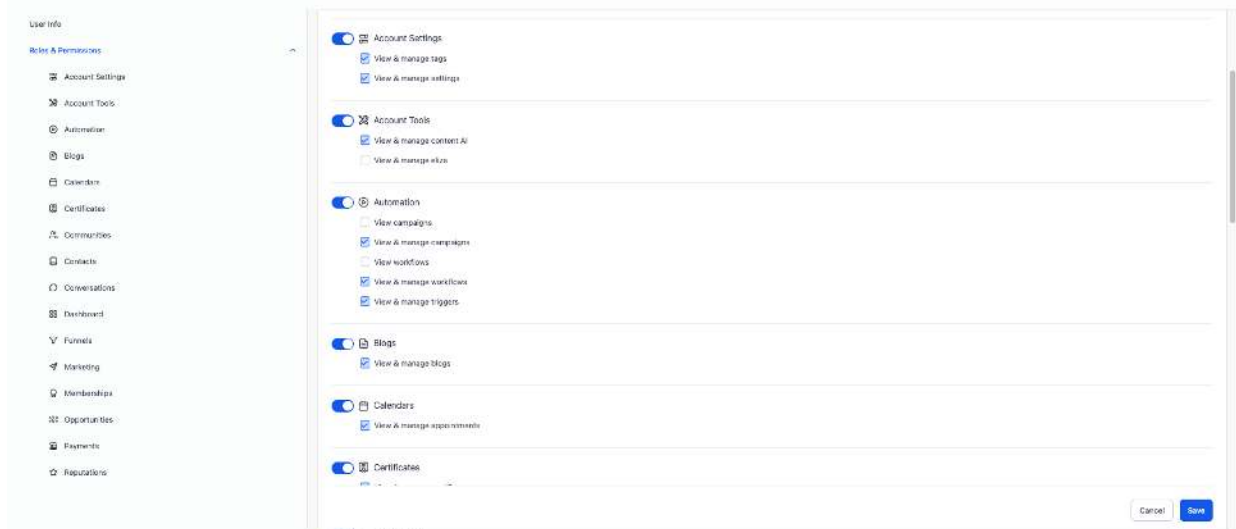 User Info
Roles & Permissions
Account Settings
Account Tools
Automation
Blogs
Calendars
Certificates
Communities
Contacts
Conversations
Dashboard
Funnels
Marketing
Memberships
Opportunities
Payments
Reputations
Account Settings
View & manage tags
View & manage settings
Account Tools
View & manage content AI
View & manage eliza
Automation
View campaigns
View & manage campaigns
View workflows
View & manage workflows
View & manage triggers
Blogs
View & manage blogs
Calendars
View & manage appointments
Certificates
Cancel
Save